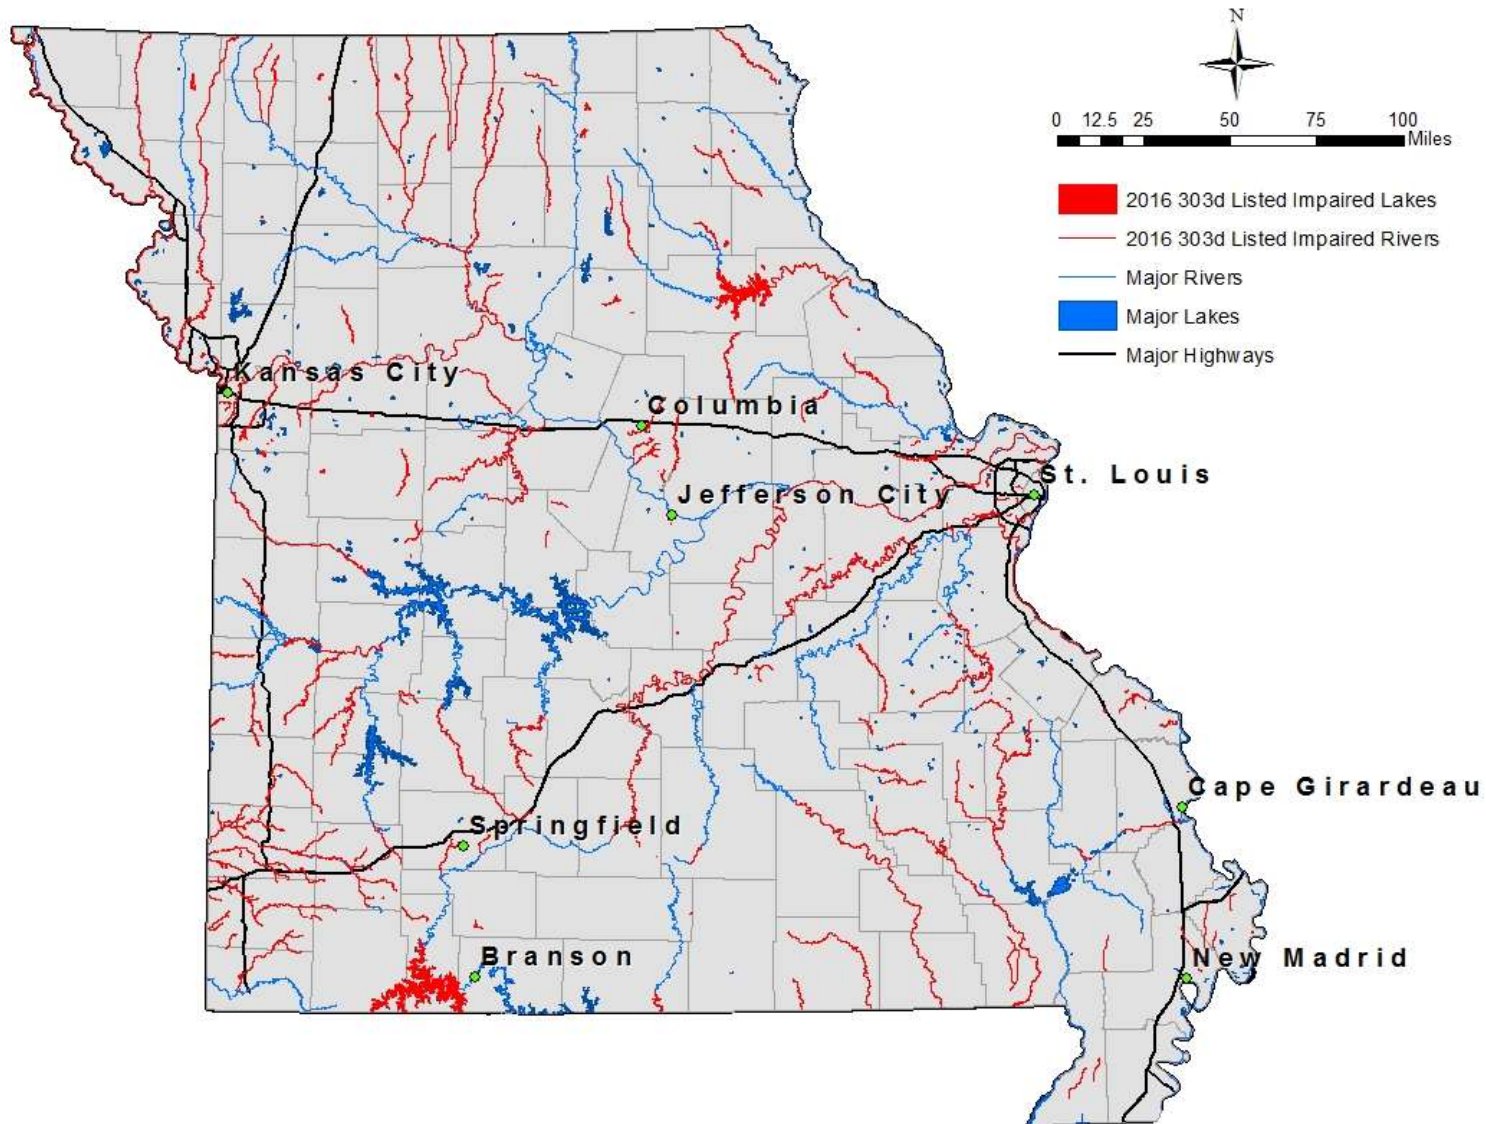 N
0 12.5 25 50 75 100
Miles
2016 303d Listed Impaired Lakes
2016 303d Listed Impaired Rivers
Major Rivers
Major Lakes
Major Highways
Kansas City
Columbia
St. Louis
Jefferson City
Cape Girardeau
Springfield
Branson
New Madrid